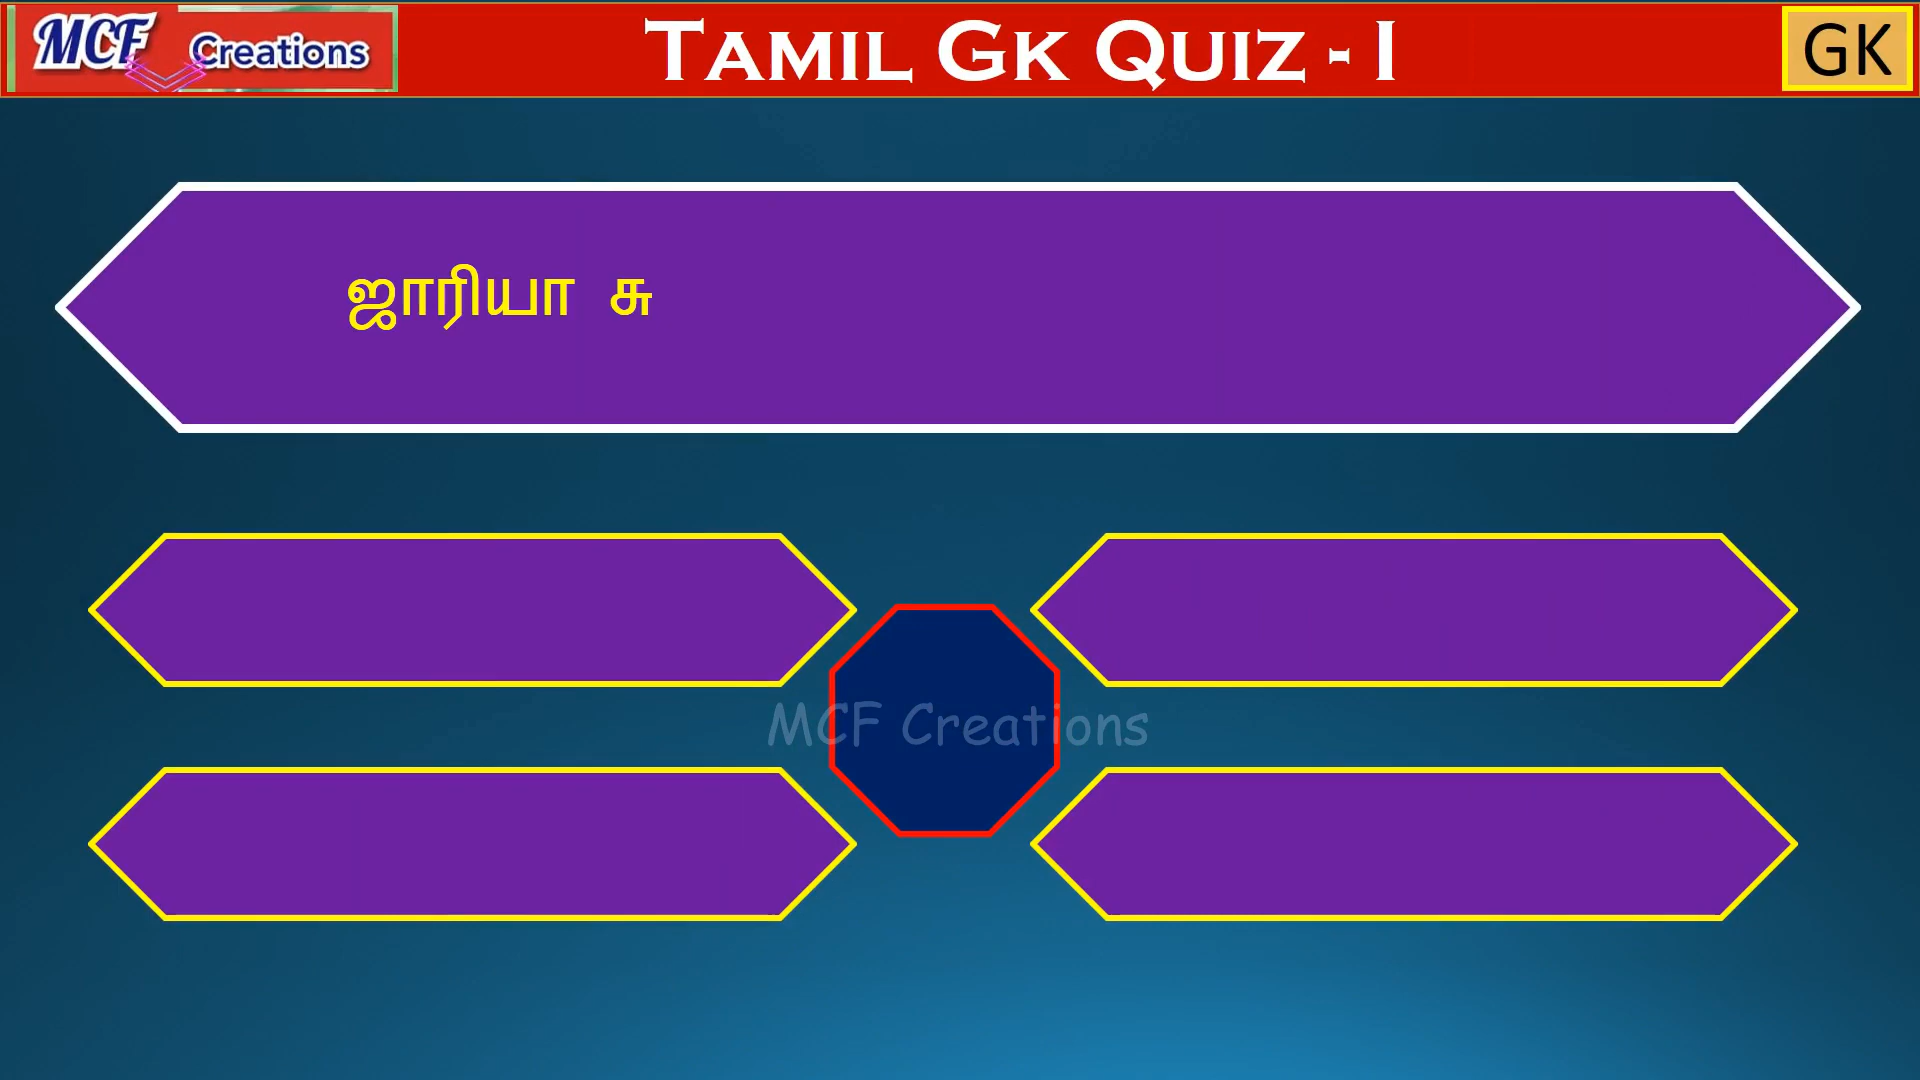 MCF Creations
TAMIL GK QUIZ - I
GK
ஜாரியா சு
MCF Creations